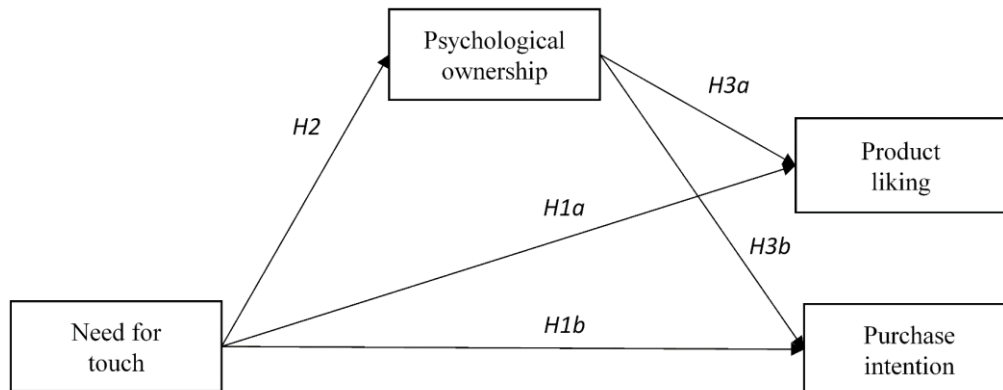 Psychological
ownership
H3a
H2
Product
liking
H1a
H3b
Need for
touch
H1b
Purchase
intention